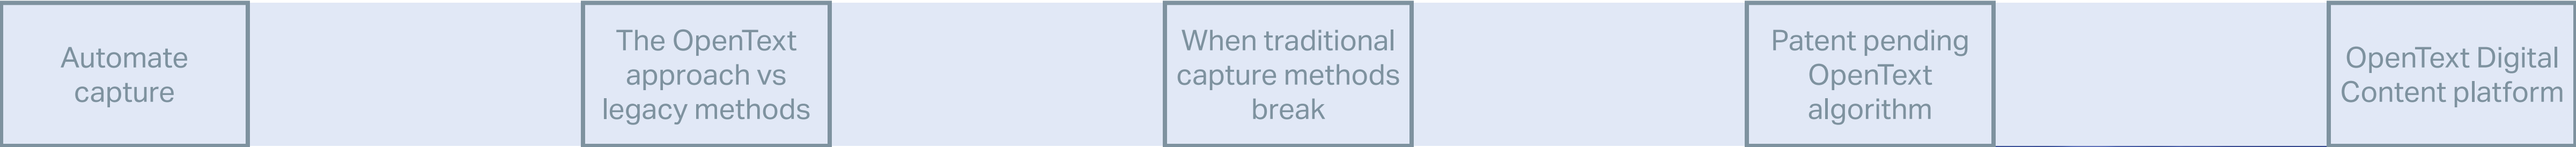 Automate
capture
The OpenText
approach vs
legacy methods
When traditional
capture methods
break
Patent pending
OpenText
algorithm
OpenText Digital
Content platform